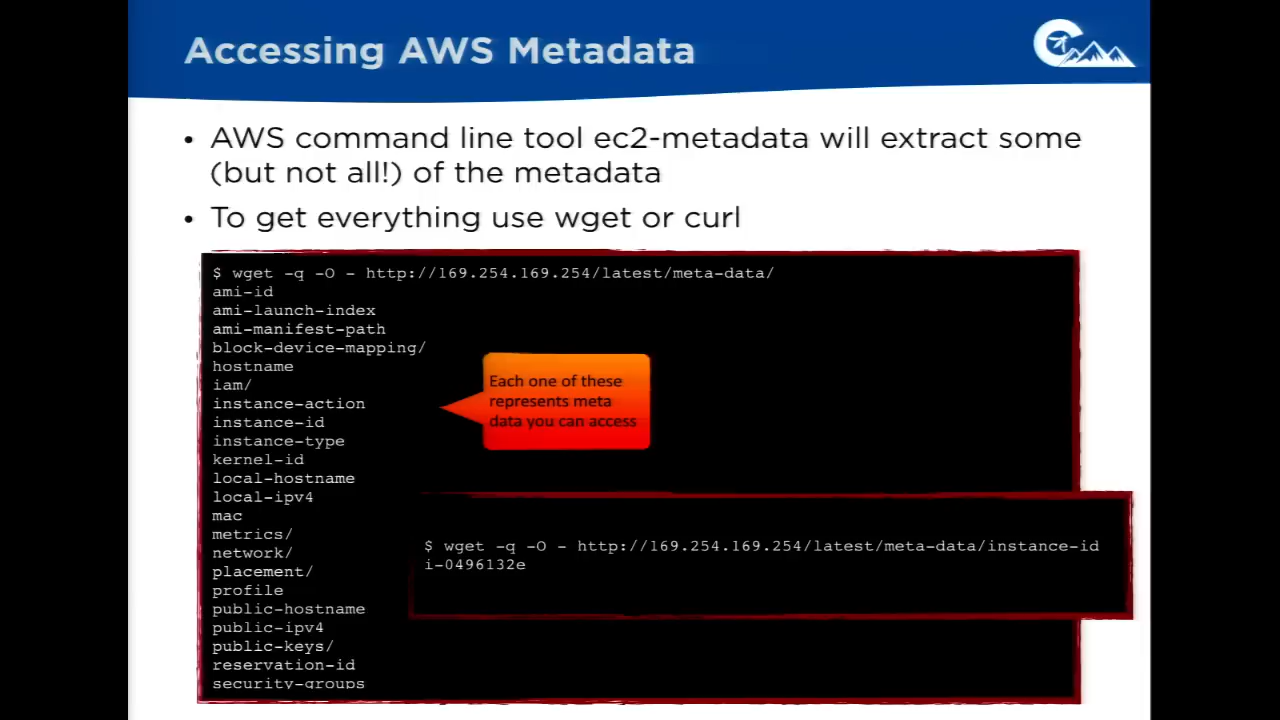 Accessing AWS Metadata
• AWS command line tool ec2-metadata will extract some
(but not all!) of the metadata
• To get everything use wget or curl
$ wget -q -O - http://169.254.169.254/latest/meta-data/
ami-id
ami-launch-index
ami-manifest-path
block-device-mapping/
hostname
iam/
instance-action
instance-id
instance-type
kernel-id
local-hostname
local-ipv4
mac
metrics/
network/
placement/
profile
public-hostname
public-ipv4
public-keys/
reservation-id
security-groups
Each one of these
represents meta
data you can access
$ wget -q -O - http://169.254.169.254/latest/meta-data/instance-id
i-0496132e